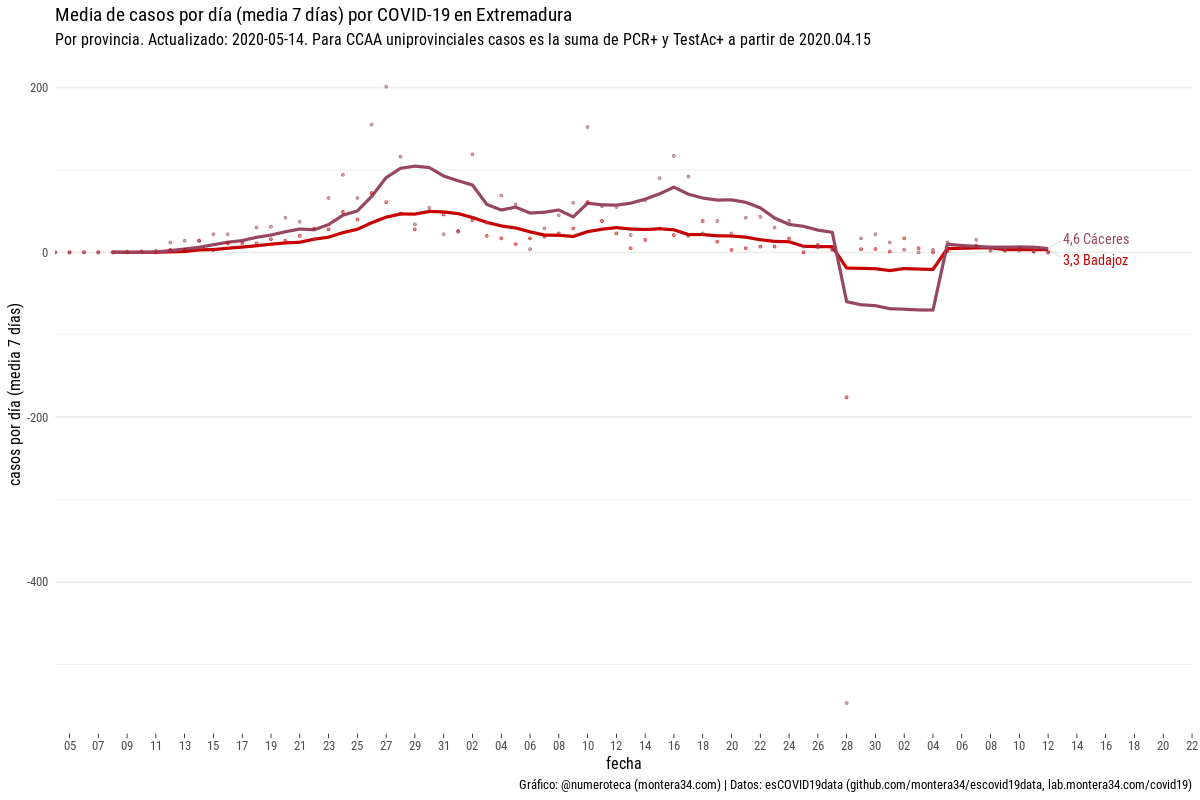 Media de casos por día (media 7 días) por COVID-19 en Extremadura
Por provincia. Actualizado: 2020-05-14. Para CCAA uniprovinciales casos es la suma de PCR+ y TestAc+ a partir de 2020.04.15
200
0
-200
-400
casos por día (media 7 días)
4,6 Cáceres
3,3 Badajoz
05 07 09 11 13 15 17 19 21 23 25 27 29 31 02 04 06 08 10 12 14 16 18 20 22 24 26 28 30 02 04 06 08 10 12 14 16 18 20 22
fecha
Gráfico: @numeroteca (montera34.com) | Datos: esCOVID19data (github.com/montera34/escovid19data, lab.montera34.com/covid19)